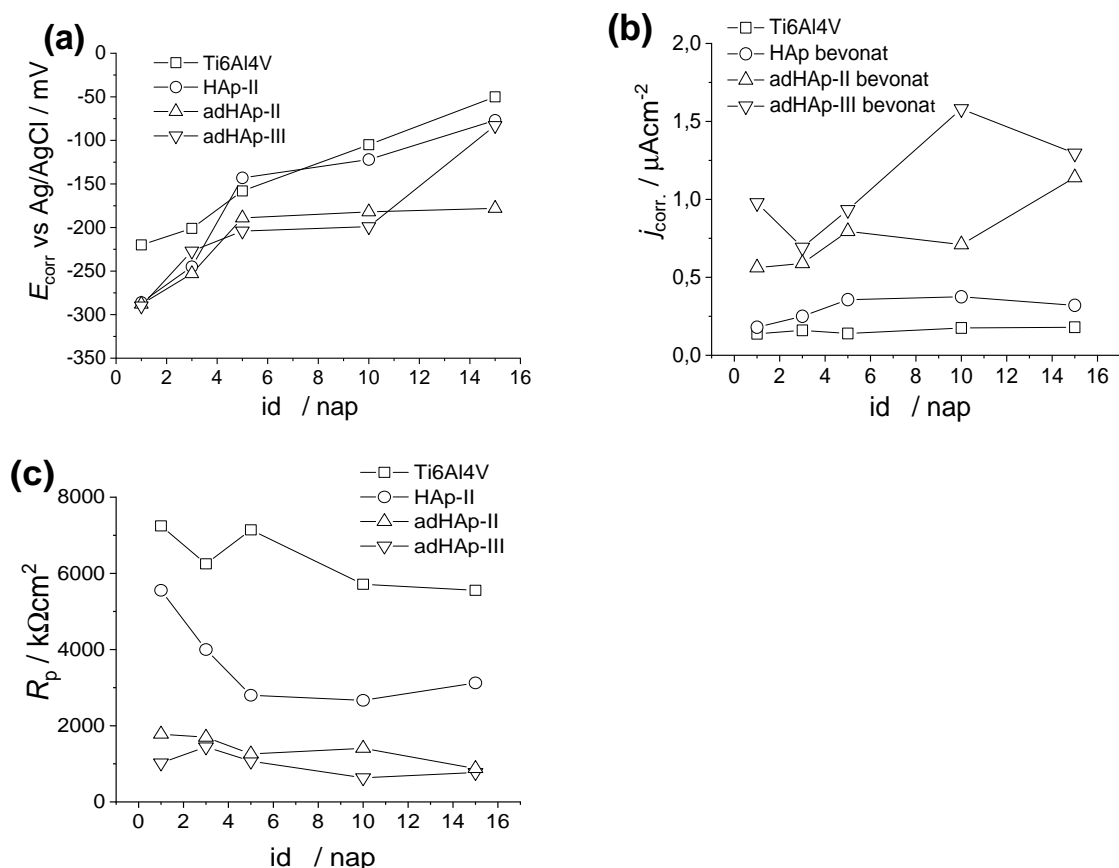 (a)
Ti6Al4V
HAp-II
adHAp-II
adHAp-III
E_corr vs Ag/AgCl / mV
0
-50
-100
-150
-200
-250
-300
-350
0 2 4 6 8 10 12 14 16
id / nap
(b)
Ti6Al4V
HAp bevonat
adHAp-II bevonat
adHAp-III bevonat
j_corr. / μAcm⁻²
2,0
1,5
1,0
0,5
0,0
0 2 4 6 8 10 12 14 16
id / nap
(c)
Ti6Al4V
HAp-II
adHAp-II
adHAp-III
R_p / kΩcm²
8000
6000
4000
2000
0
0 2 4 6 8 10 12 14 16
id / nap